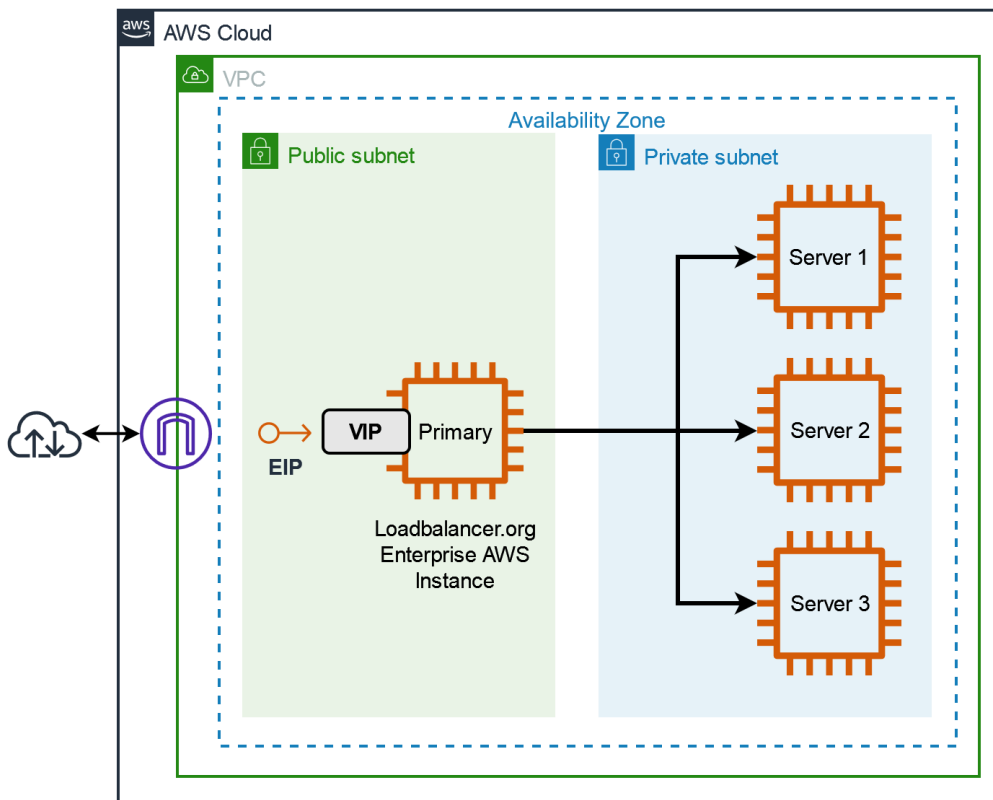 aws
AWS Cloud
VPC
Availability Zone
Public subnet
Private subnet
Server 1
VIP
Primary
Server 2
EIP
Loadbalancer.org
Enterprise AWS
Instance
Server 3